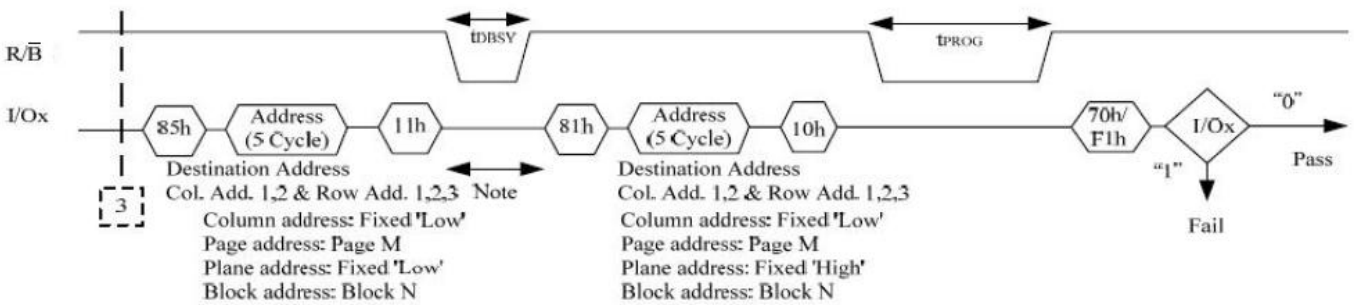 tDBSY
tPROG
R/B̅
I/Ox
85h
Address
(5 Cycle)
11h
81h
Address
(5 Cycle)
10h
70h/
F1h
I/Ox
“0”
Pass
“1”
Fail
3
Destination Address
Col. Add. 1,2 & Row Add. 1,2,3
Column address: Fixed 'Low'
Page address: Page M
Plane address: Fixed 'Low'
Block address: Block N
Note
Destination Address
Col. Add. 1,2 & Row Add. 1,2,3
Column address: Fixed 'Low'
Page address: Page M
Plane address: Fixed 'High'
Block address: Block N